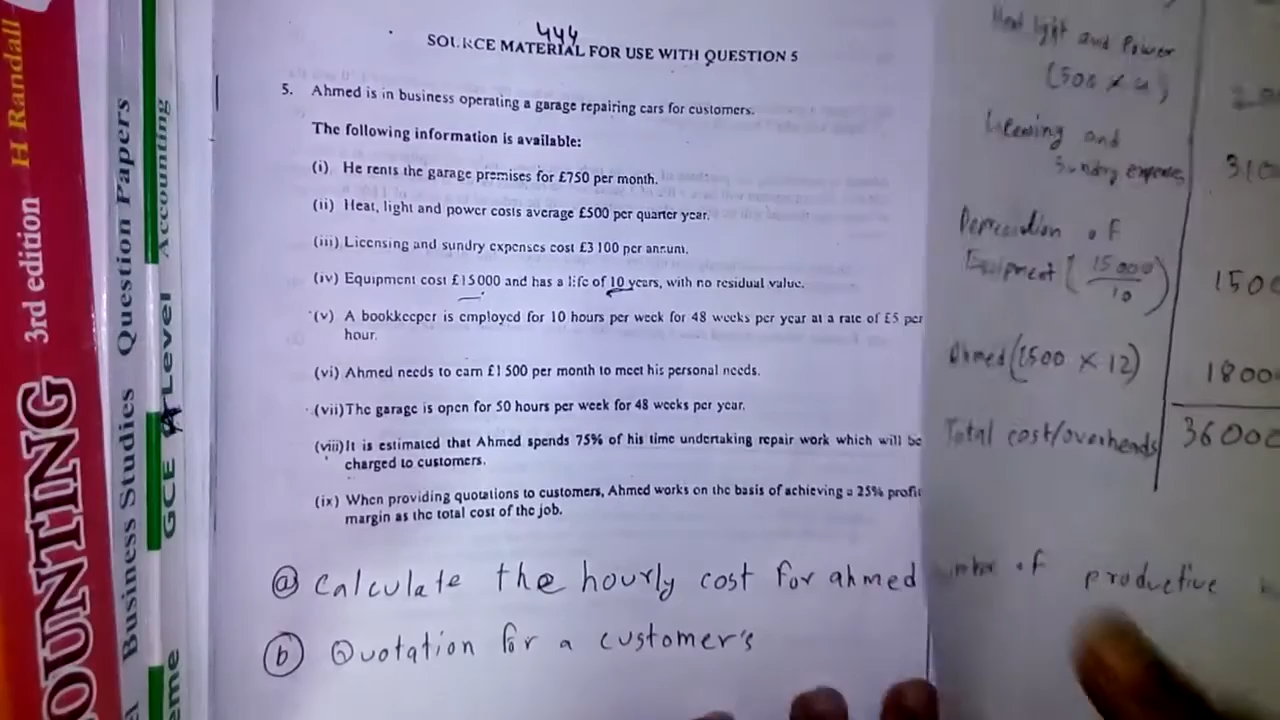 444
SOURCE MATERIAL FOR USE WITH QUESTION 5
5. Ahmed is in business operating a garage repairing cars for customers.
The following information is available:
(i) He rents the garage premises for £750 per month.
(ii) Heat, light and power costs average £500 per quarter year.
(iii) Licensing and sundry expenses cost £3 100 per annum.
(iv) Equipment cost £15 000 and has a life of 10 years, with no residual value.
(v) A bookkeeper is employed for 10 hours per week for 48 weeks per year at a rate of £5 per
hour.
(vi) Ahmed needs to earn £1 500 per month to meet his personal needs.
(vii) The garage is open for 50 hours per week for 48 weeks per year.
(viii) It is estimated that Ahmed spends 75% of his time undertaking repair work which will be
charged to customers.
(ix) When providing quotations to customers, Ahmed works on the basis of achieving a 25% profit
margin as the total cost of the job.
(a) Calculate the hourly cost for ahmed
(b) Quotation for a customer's
Heat light and Power
(500 × 4)
Licensing and
Sundry expenses 310
Depreciation of
Equipment (15000/10) 1500
Ahmed (1500 × 12) 1800
Total cost/overheads 36000
of productive
H Randall
3rd edition
OUNTING
Business Studies Question Papers
GCE A Level Accounting